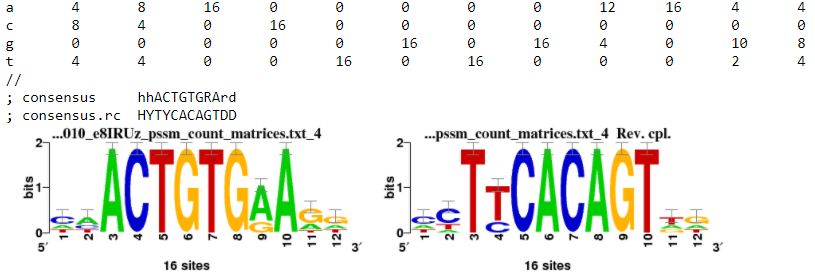 a 4 8 16 0 0 0 0 0 12 16 4 4
c 8 4 0 16 0 0 0 0 0 0 0 0
g 0 0 0 0 0 16 0 16 4 0 10 8
t 4 4 0 0 16 0 16 0 0 0 2 4
//
; consensus hhACTGTGRArd
; consensus.rc HYTYCACAGTDD
...010_e8IRUz_pssm_count_matrices.txt_4
2
bits
1
0
ACTGTGAA
5′ 1 2 3 4 5 6 7 8 9 10 11 12 3′
16 sites
...pssm_count_matrices.txt_4 Rev. cpl.
2
bits
1
0
TTCACAGT
5′ 1 2 3 4 5 6 7 8 9 10 11 12 3′
16 sites